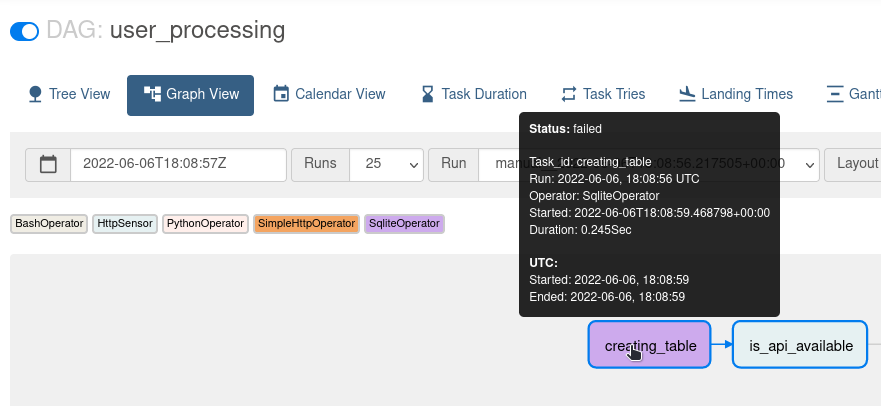 DAG: user_processing
Tree View Graph View Calendar View Task Duration Task Tries Landing Times Gantt
2022-06-06T18:08:57Z Runs 25 Run manu 8:08:56.217505+00:00 Layout
Status: failed
Task_id: creating_table
Run: 2022-06-06, 18:08:56 UTC
Operator: SqliteOperator
Started: 2022-06-06T18:08:59.468798+00:00
Duration: 0.245Sec
UTC:
Started: 2022-06-06, 18:08:59
Ended: 2022-06-06, 18:08:59
BashOperator HttpSensor PythonOperator SimpleHttpOperator SqliteOperator
creating_table is_api_available